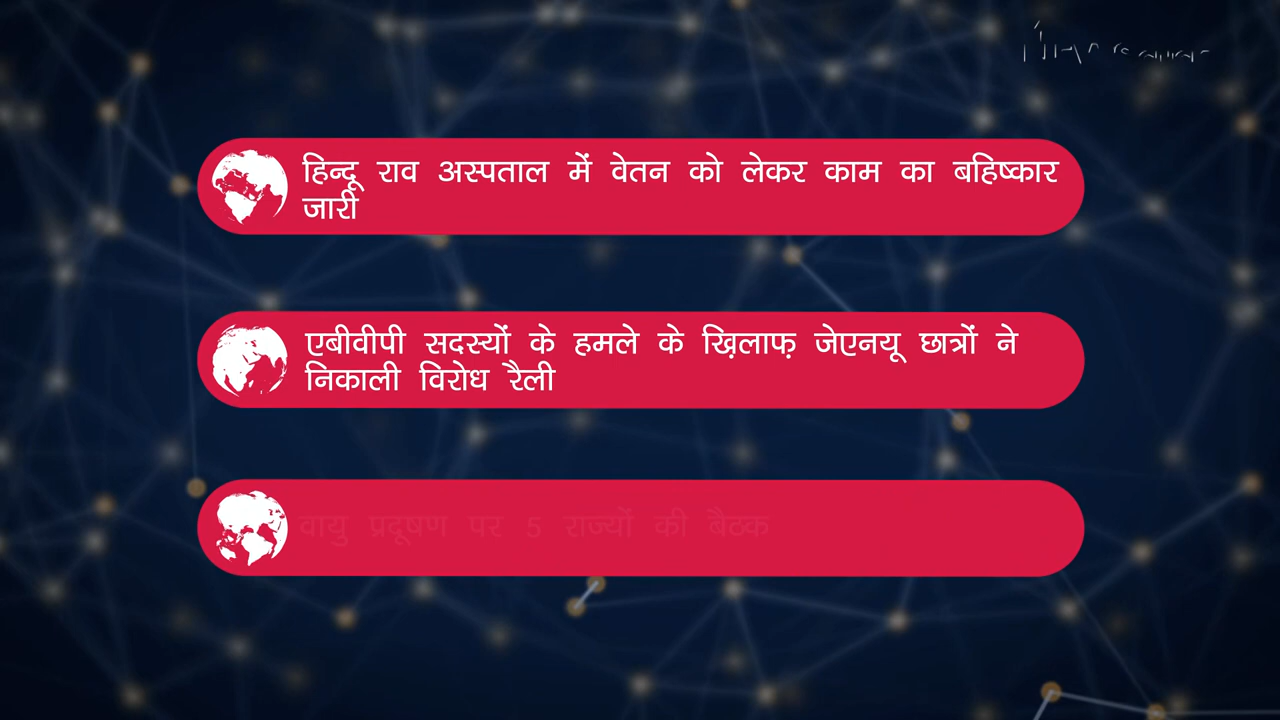 हिन्दू राव अस्पताल में वेतन को लेकर काम का बहिष्कार
जारी
एबीवीपी सदस्यों के हमले के ख़िलाफ़ जेएनयू छात्रों ने
निकाली विरोध रैली
वायु प्रदूषण पर 5 राज्यों की बैठक